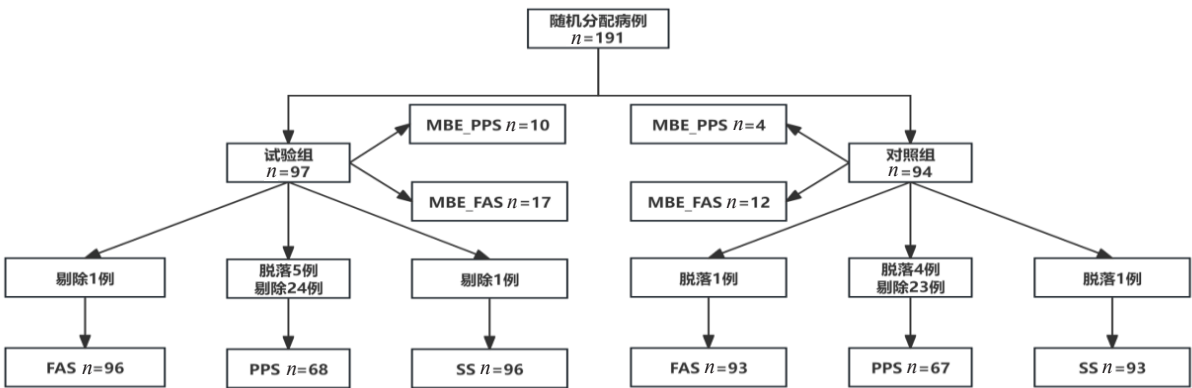 随机分配病例
n=191
MBE_PPS n=10
MBE_PPS n=4
试验组
n=97
对照组
n=94
MBE_FAS n=17
MBE_FAS n=12
剔除1例
脱落5例
剔除24例
剔除1例
脱落1例
脱落4例
剔除23例
脱落1例
FAS n=96
PPS n=68
SS n=96
FAS n=93
PPS n=67
SS n=93